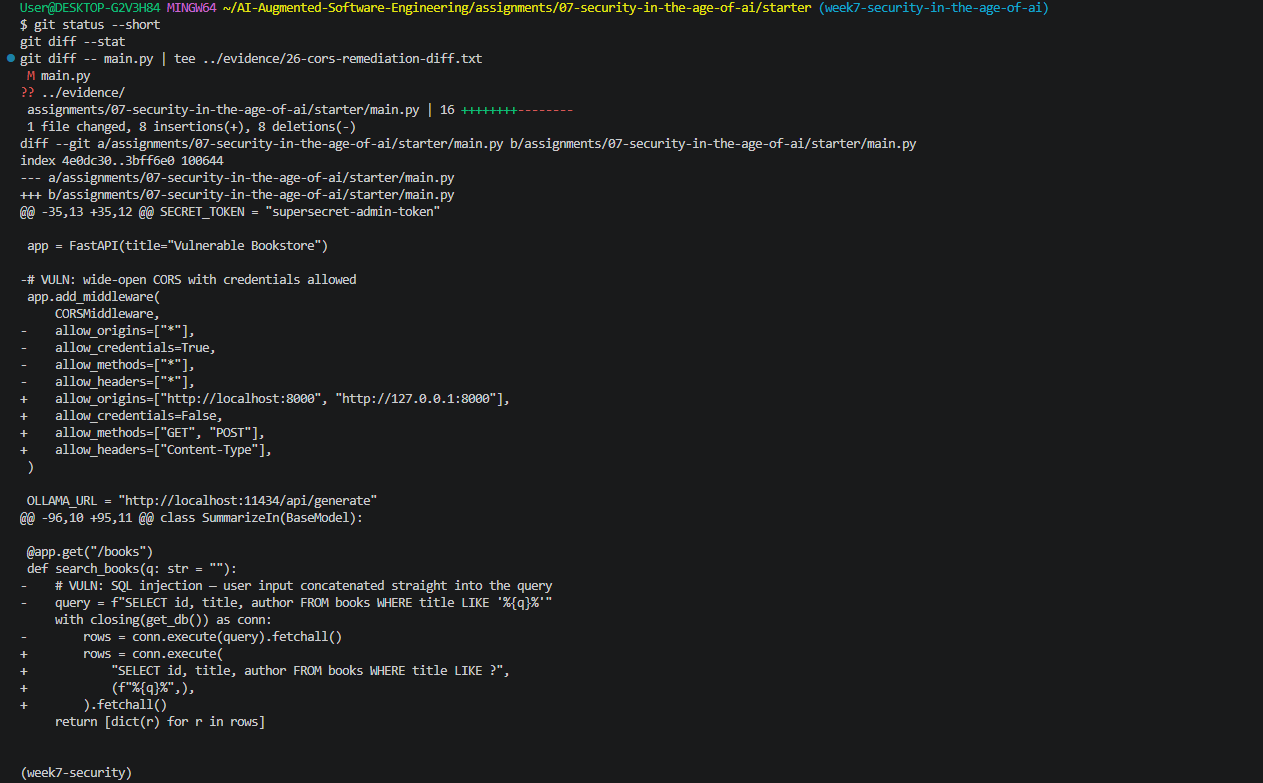 User@DESKTOP-G2V3H84 MINGW64 ~/AI-Augmented-Software-Engineering/assignments/07-security-in-the-age-of-ai/starter (week7-security-in-the-age-of-ai)
$ git status --short
git diff --stat
git diff -- main.py | tee ../evidence/26-cors-remediation-diff.txt
 M main.py
?? ../evidence/
 assignments/07-security-in-the-age-of-ai/starter/main.py | 16 ++++++++--------
 1 file changed, 8 insertions(+), 8 deletions(-)
diff --git a/assignments/07-security-in-the-age-of-ai/starter/main.py b/assignments/07-security-in-the-age-of-ai/starter/main.py
index 4e0dc30..3bff6e0 100644
--- a/assignments/07-security-in-the-age-of-ai/starter/main.py
+++ b/assignments/07-security-in-the-age-of-ai/starter/main.py
@@ -35,13 +35,12 @@ SECRET_TOKEN = "supersecret-admin-token"
 app = FastAPI(title="Vulnerable Bookstore")
-# VULN: wide-open CORS with credentials allowed
 app.add_middleware(
     CORSMiddleware,
-    allow_origins=["*"],
-    allow_credentials=True,
-    allow_methods=["*"],
-    allow_headers=["*"],
+    allow_origins=["http://localhost:8000", "http://127.0.0.1:8000"],
+    allow_credentials=False,
+    allow_methods=["GET", "POST"],
+    allow_headers=["Content-Type"],
 )
 OLLAMA_URL = "http://localhost:11434/api/generate"
@@ -96,10 +95,11 @@ class SummarizeIn(BaseModel):
 @app.get("/books")
 def search_books(q: str = ""):
-    # VULN: SQL injection — user input concatenated straight into the query
-    query = f"SELECT id, title, author FROM books WHERE title LIKE '%{q}%'"
     with closing(get_db()) as conn:
-        rows = conn.execute(query).fetchall()
+        rows = conn.execute(
+            "SELECT id, title, author FROM books WHERE title LIKE ?",
+            (f"%{q}%",),
+        ).fetchall()
     return [dict(r) for r in rows]
(week7-security)